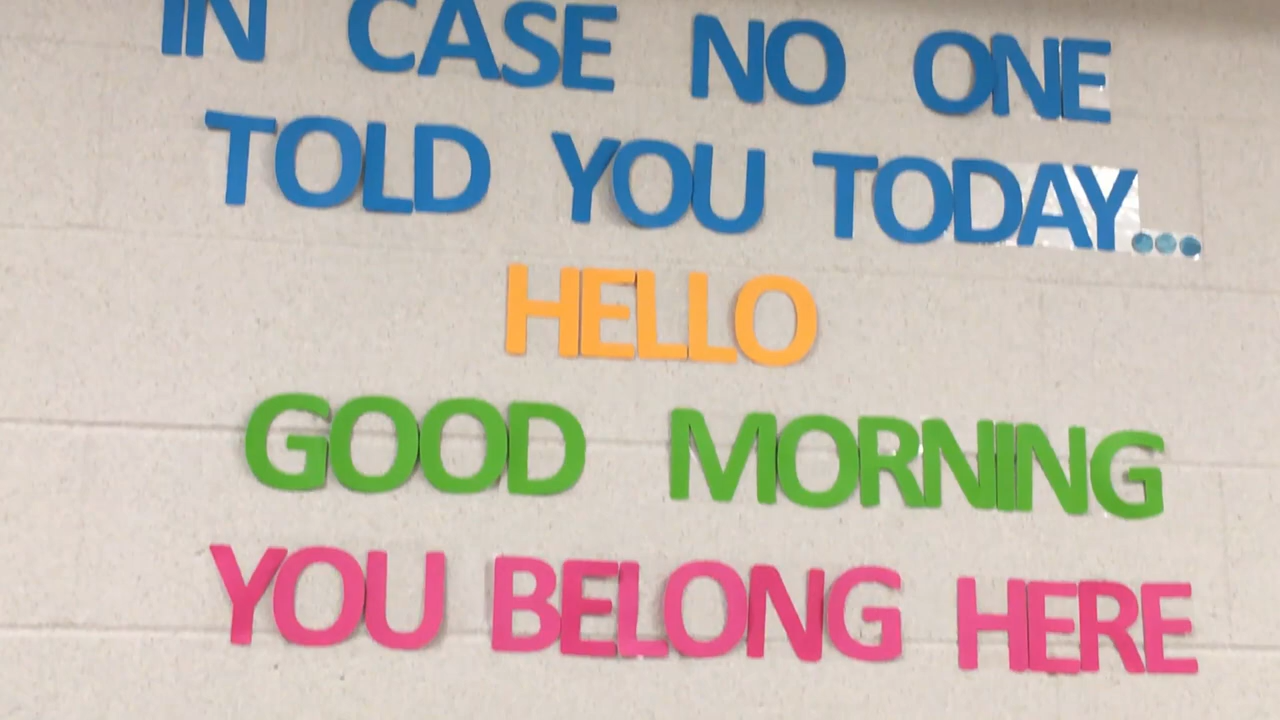 IN CASE NO ONE
TOLD YOU TODAY...
HELLO
GOOD MORNING
YOU BELONG HERE